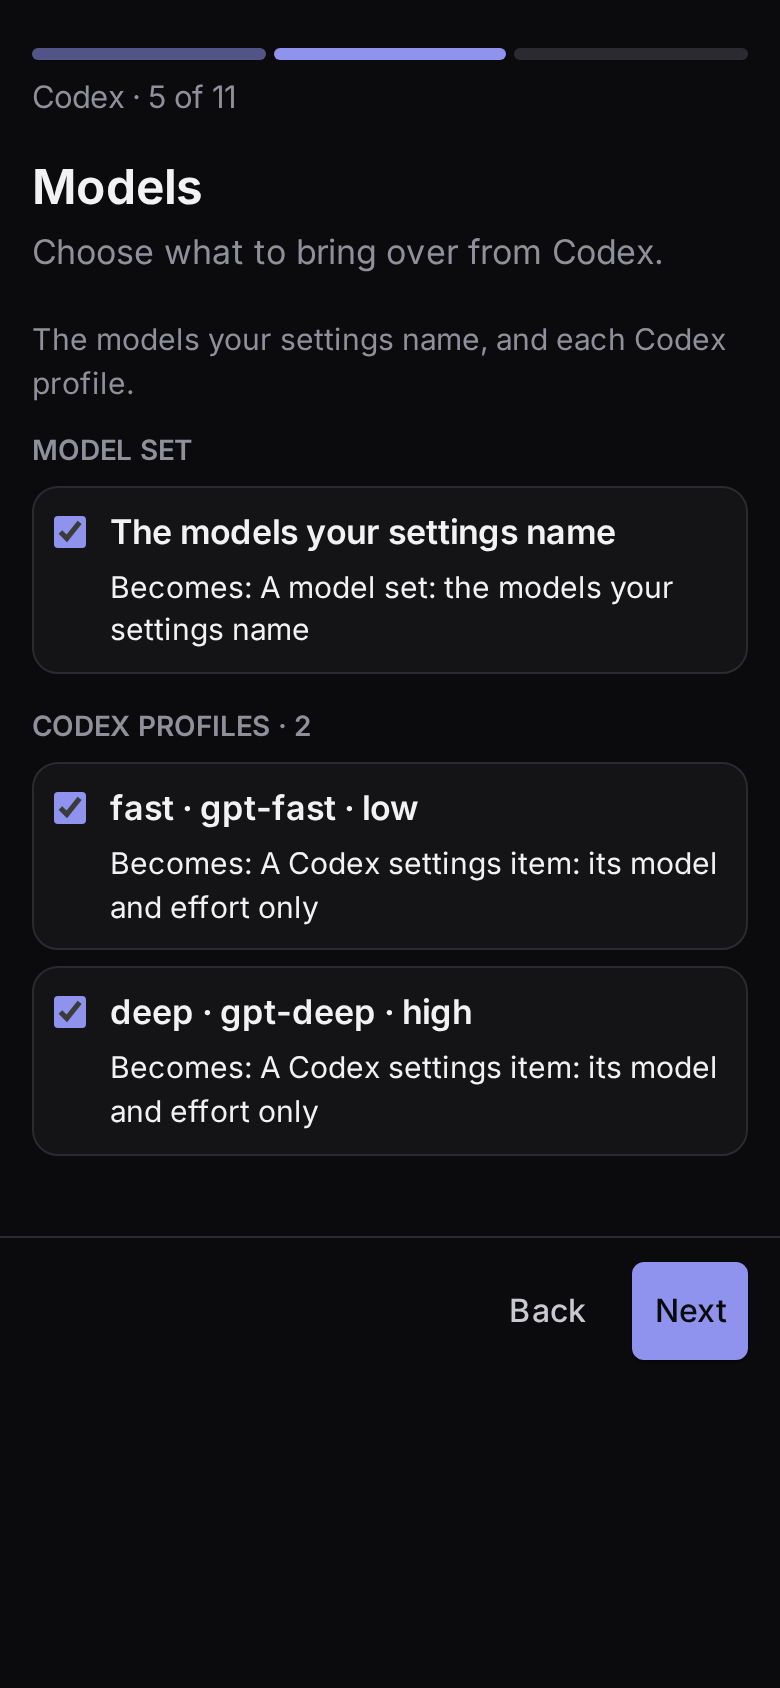 Codex · 5 of 11
Models
Choose what to bring over from Codex.
The models your settings name, and each Codex
profile.
MODEL SET
The models your settings name
Becomes: A model set: the models your
settings name
CODEX PROFILES · 2
fast · gpt-fast · low
Becomes: A Codex settings item: its model
and effort only
deep · gpt-deep · high
Becomes: A Codex settings item: its model
and effort only
Back
Next